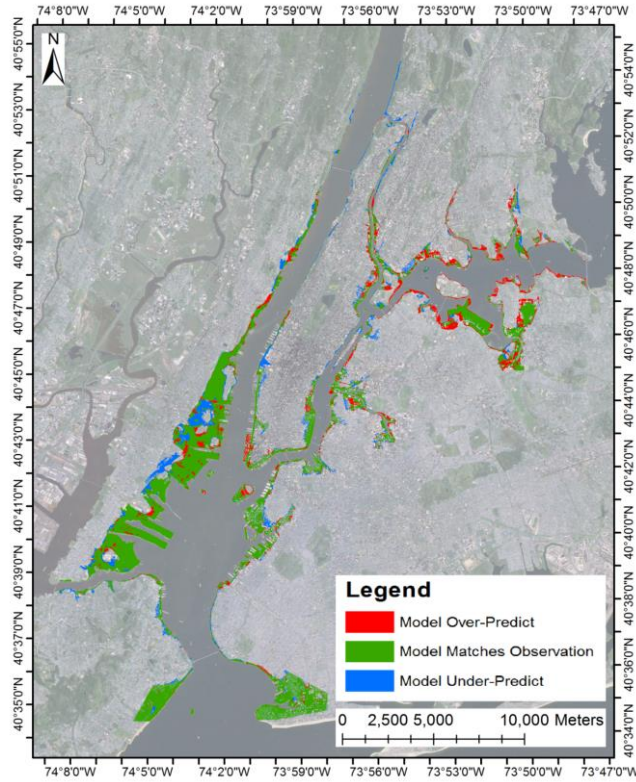 74°8'0"W 74°5'0"W 74°2'0"W 73°59'0"W 73°56'0"W 73°53'0"W 73°50'0"W 73°47'0"W
N
40°55'0"N
40°53'0"N
40°51'0"N
40°49'0"N
40°47'0"N
40°45'0"N
40°43'0"N
40°41'0"N
40°39'0"N
40°37'0"N
40°35'0"N
40°54'0"N
40°52'0"N
40°50'0"N
40°48'0"N
40°46'0"N
40°44'0"N
40°42'0"N
40°40'0"N
40°38'0"N
40°36'0"N
40°34'0"N
Legend
Model Over-Predict
Model Matches Observation
Model Under-Predict
0 2,500 5,000 10,000 Meters
74°8'0"W 74°5'0"W 74°2'0"W 73°59'0"W 73°56'0"W 73°53'0"W 73°50'0"W 73°47'0"W